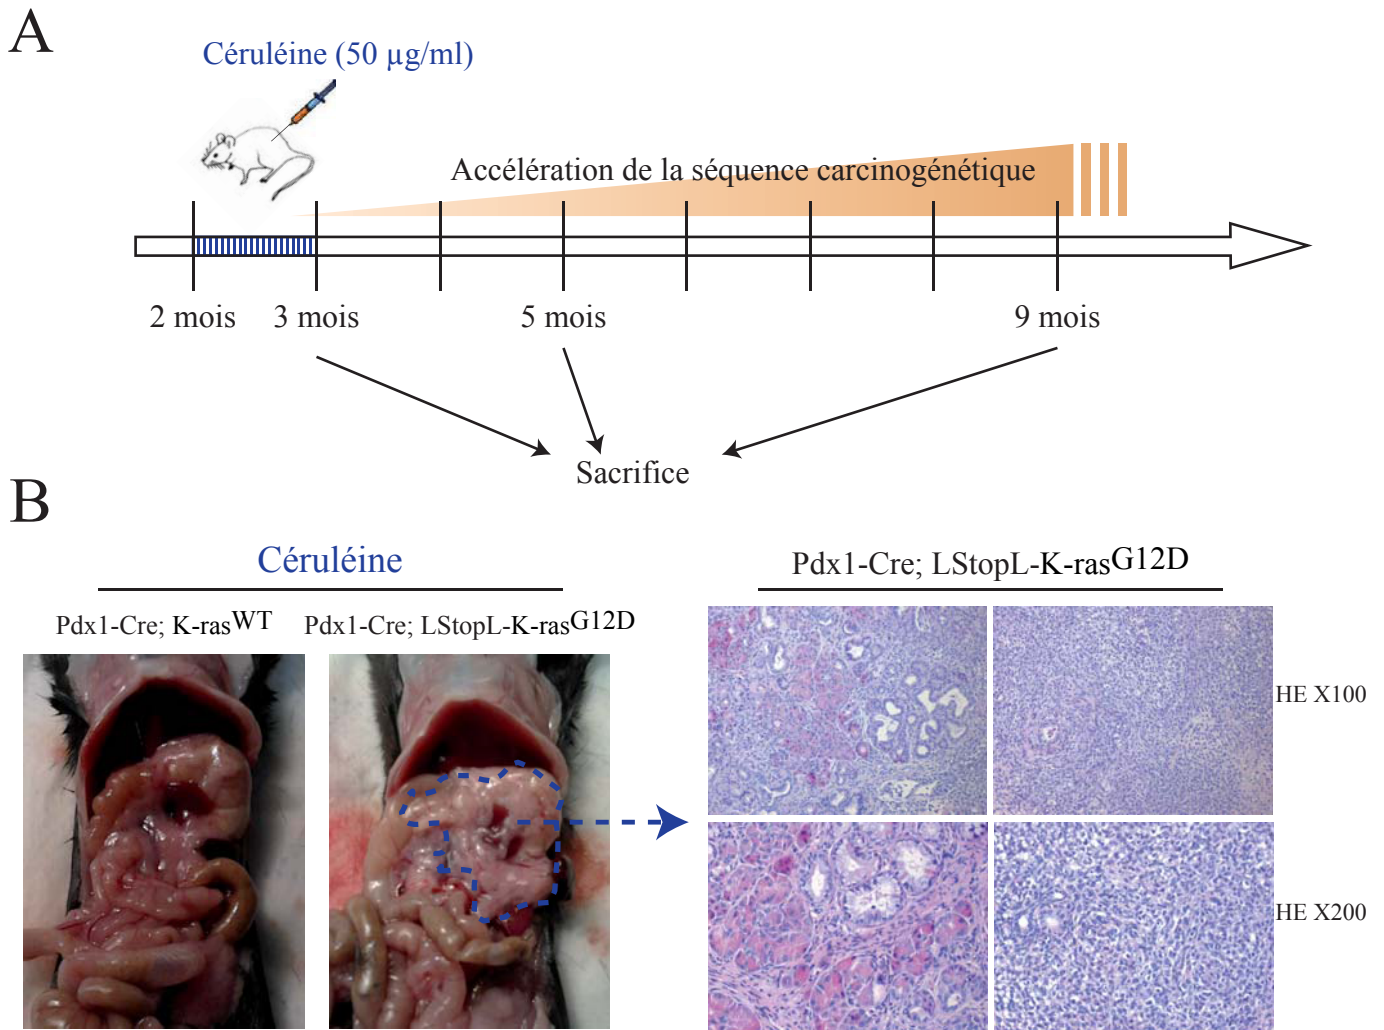 A
Céruléine (50 µg/ml)
Accélération de la séquence carcinogénétique
2 mois 3 mois 5 mois 9 mois
Sacrifice
B
Céruléine
Pdx1-Cre; LStopL-K-rasG12D
Pdx1-Cre; K-rasWT Pdx1-Cre; LStopL-K-rasG12D
HE X100
HE X200